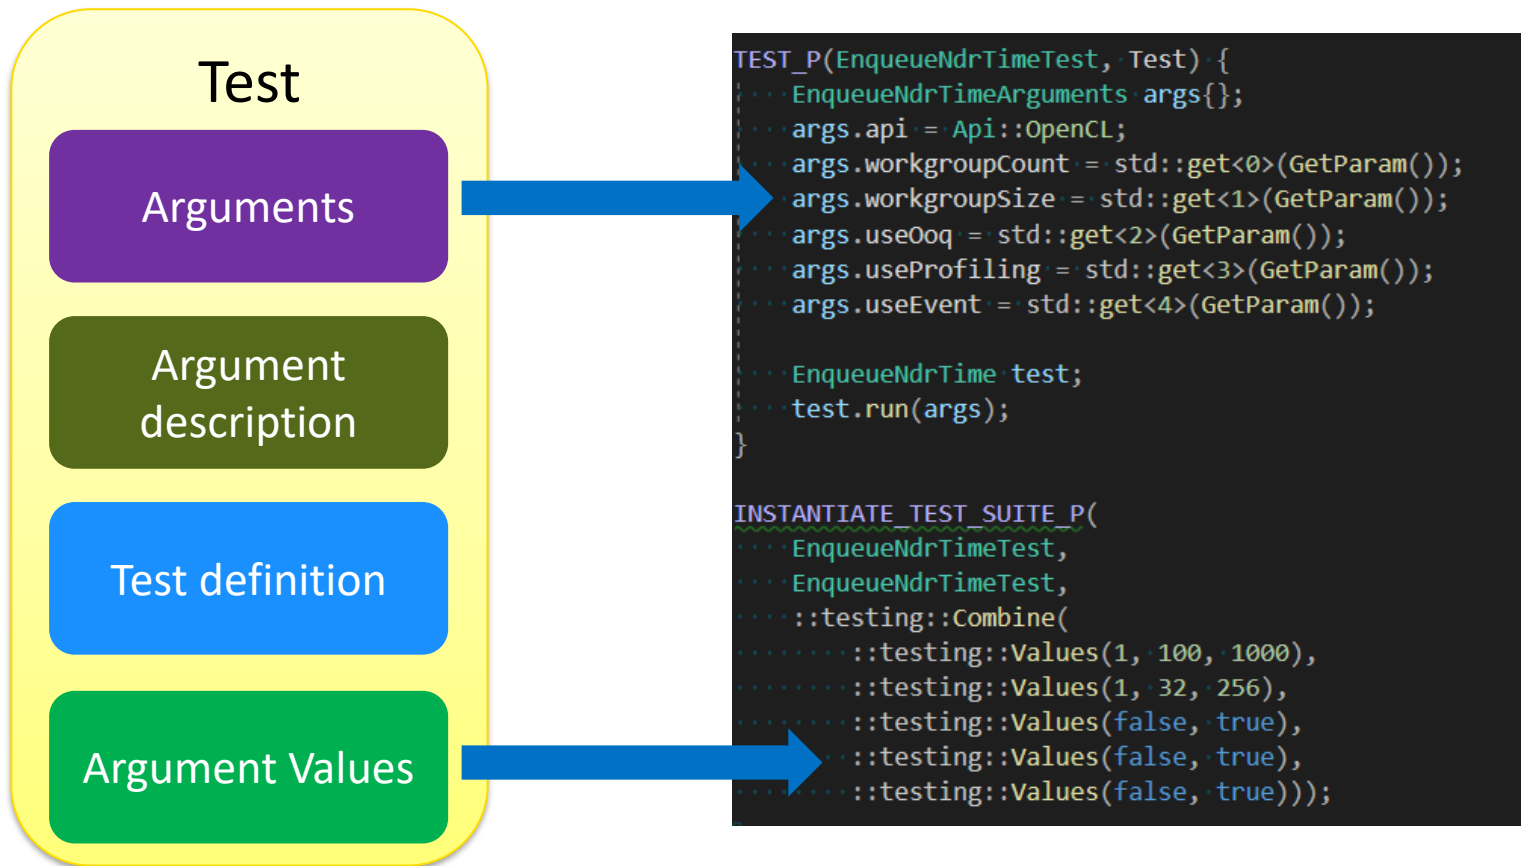 Test
Arguments
Argument
description
Test definition
Argument Values
TEST_P(EnqueueNdrTimeTest, Test) {
    EnqueueNdrTimeArguments args{};
    args.api = Api::OpenCL;
    args.workgroupCount = std::get<0>(GetParam());
    args.workgroupSize = std::get<1>(GetParam());
    args.useOoq = std::get<2>(GetParam());
    args.useProfiling = std::get<3>(GetParam());
    args.useEvent = std::get<4>(GetParam());
    EnqueueNdrTime test;
    test.run(args);
}
INSTANTIATE_TEST_SUITE_P(
    EnqueueNdrTimeTest,
    EnqueueNdrTimeTest,
    ::testing::Combine(
        ::testing::Values(1, 100, 1000),
        ::testing::Values(1, 32, 256),
        ::testing::Values(false, true),
        ::testing::Values(false, true),
        ::testing::Values(false, true)));